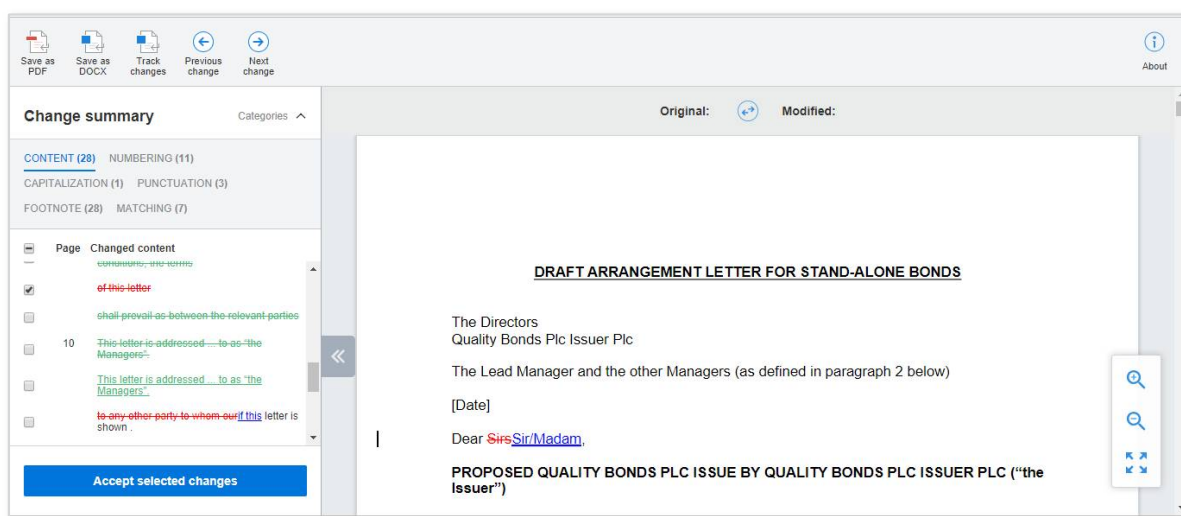 Save as PDF
Save as DOCX
Track changes
Previous change
Next change
About
Change summary
Categories
Original:
Modified:
CONTENT (28) NUMBERING (11)
CAPITALIZATION (1) PUNCTUATION (3)
FOOTNOTE (28) MATCHING (7)
Page Changed content
conditions, the terms
of this letter
shall prevail as between the relevant parties
10 This letter is addressed ... to as "the
Managers".
This letter is addressed ... to as "the
Managers".
to any other party to whom ourif this letter is
shown .
Accept selected changes
DRAFT ARRANGEMENT LETTER FOR STAND-ALONE BONDS
The Directors
Quality Bonds Plc Issuer Plc
The Lead Manager and the other Managers (as defined in paragraph 2 below)
[Date]
Dear SirsSir/Madam,
PROPOSED QUALITY BONDS PLC ISSUE BY QUALITY BONDS PLC ISSUER PLC (“the
Issuer”)